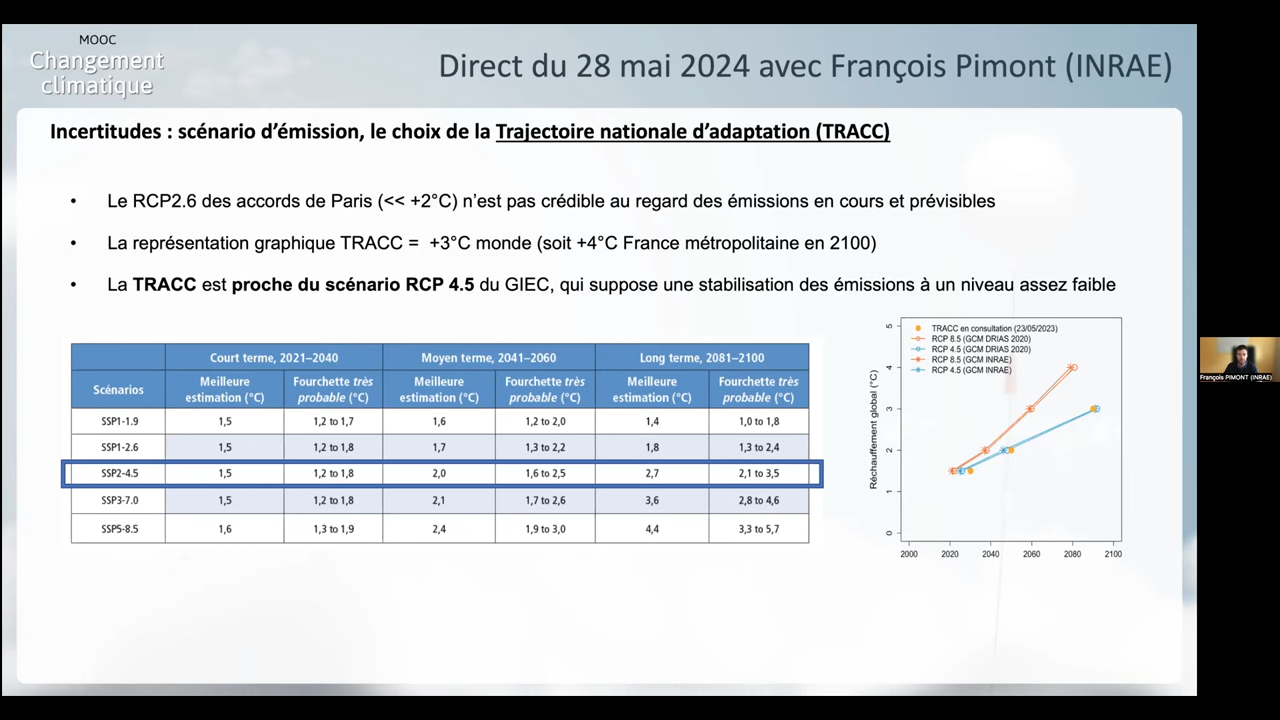 MOOC
Changement
climatique
Direct du 28 mai 2024 avec François Pimont (INRAE)
Incertitudes : scénario d'émission, le choix de la Trajectoire nationale d'adaptation (TRACC)
• Le RCP2.6 des accords de Paris (<< +2°C) n'est pas crédible au regard des émissions en cours et prévisibles
• La représentation graphique TRACC = +3°C monde (soit +4°C France métropolitaine en 2100)
• La TRACC est proche du scénario RCP 4.5 du GIEC, qui suppose une stabilisation des émissions à un niveau assez faible
Court terme, 2021–2040 Moyen terme, 2041–2060 Long terme, 2081–2100
Scénarios Meilleure estimation (°C) Fourchette très probable (°C) Meilleure estimation (°C) Fourchette très probable (°C) Meilleure estimation (°C) Fourchette très probable (°C)
SSP1-1.9 1,5 1,2 to 1,7 1,6 1,2 to 2,0 1,4 1,0 to 1,8
SSP1-2.6 1,5 1,2 to 1,8 1,7 1,3 to 2,2 1,8 1,3 to 2,4
SSP2-4.5 1,5 1,2 to 1,8 2,0 1,6 to 2,5 2,7 2,1 to 3,5
SSP3-7.0 1,5 1,2 to 1,8 2,1 1,7 to 2,6 3,6 2,8 to 4,6
SSP5-8.5 1,6 1,3 to 1,9 2,4 1,9 to 3,0 4,4 3,3 to 5,7
TRACC en consultation (23/05/2023)
RCP 8.5 (GCM DRIAS 2020)
RCP 4.5 (GCM DRIAS 2020)
RCP 8.5 (GCM INRAE)
RCP 4.5 (GCM INRAE)
Réchauffement global (°C)
5
4
3
2
1
0
2000 2020 2040 2060 2080 2100
François PIMONT (INRAE)